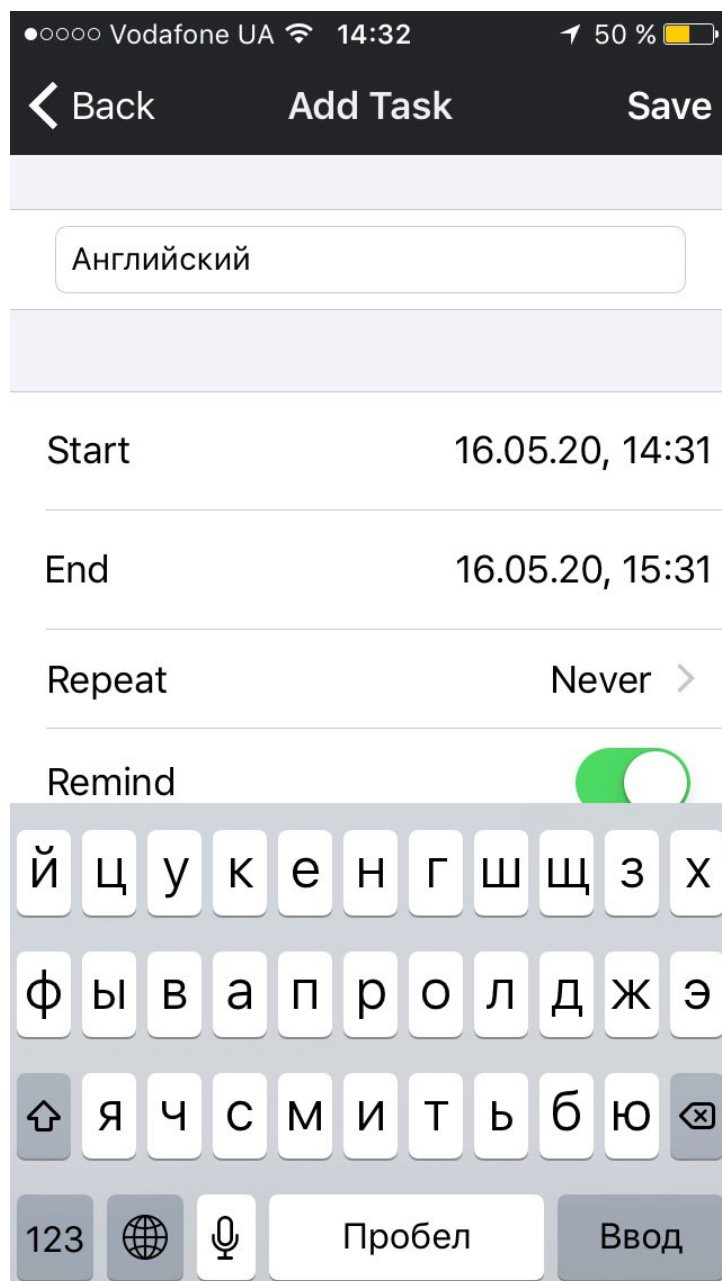 Vodafone UA 14:32 50 %
Back Add Task Save
Английский
Start 16.05.20, 14:31
End 16.05.20, 15:31
Repeat Never
Remind
й ц у к е н г ш щ з х
ф ы в а п р о л д ж э
я ч с м и т ь б ю
123 Пробел Ввод